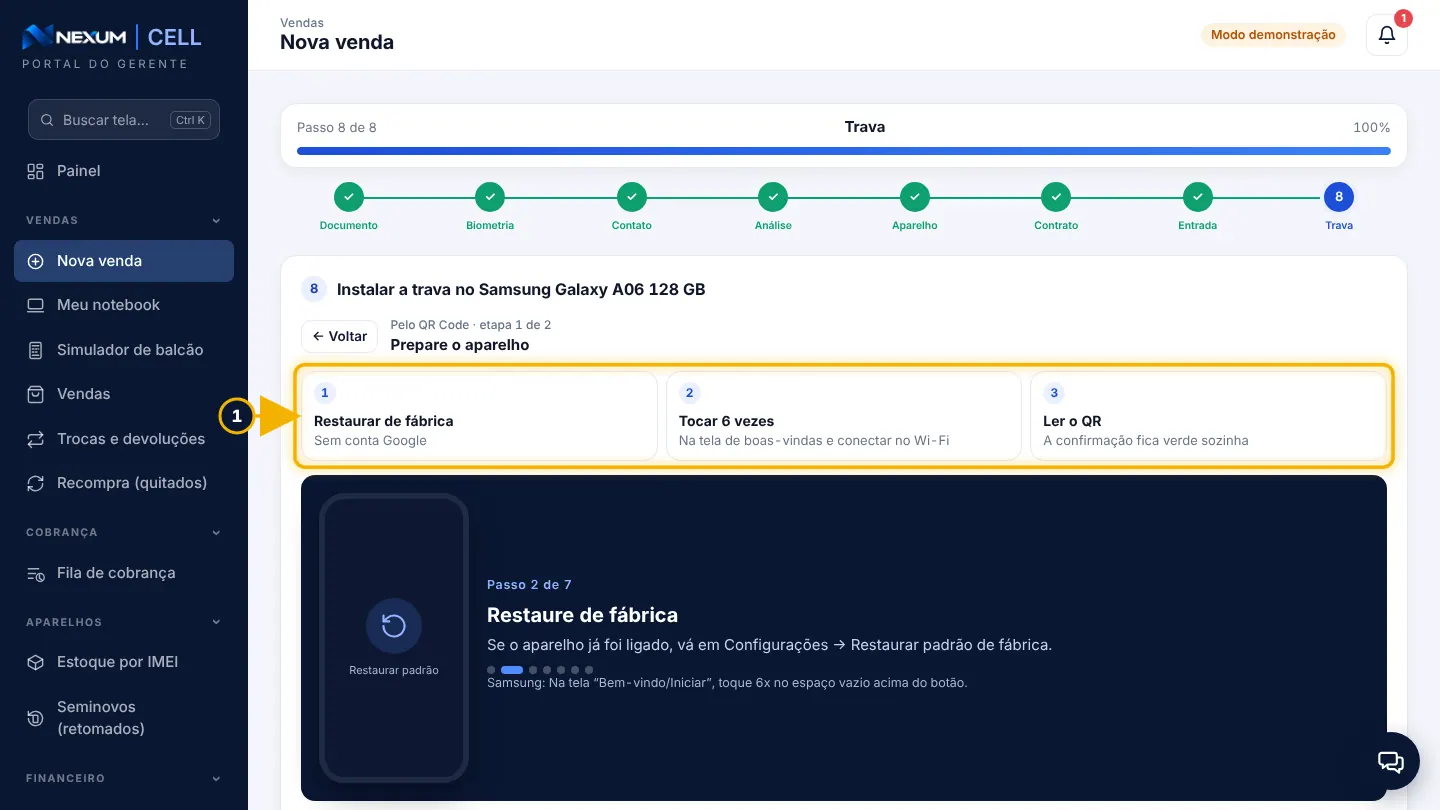 NEXUM | CELL
PORTAL DO GERENTE
Buscar tela... Ctrl K
Painel
VENDAS
Nova venda
Meu notebook
Simulador de balcão
Vendas
Trocas e devoluções
Recompra (quitados)
COBRANÇA
Fila de cobrança
APARELHOS
Estoque por IMEI
Seminovos
(retomados)
FINANCEIRO
Vendas
Nova venda
Modo demonstração
1
Passo 8 de 8
Trava
100%
8
Documento
Biometria
Contato
Análise
Aparelho
Contrato
Entrada
Trava
8 Instalar a trava no Samsung Galaxy A06 128 GB
← Voltar
Pelo QR Code · etapa 1 de 2
Prepare o aparelho
1
1
Restaurar de fábrica
Sem conta Google
2
Tocar 6 vezes
Na tela de boas-vindas e conectar no Wi-Fi
3
Ler o QR
A confirmação fica verde sozinha
Restaurar padrão
Passo 2 de 7
Restaure de fábrica
Se o aparelho já foi ligado, vá em Configurações → Restaurar padrão de fábrica.
Samsung: Na tela “Bem-vindo/Iniciar”, toque 6x no espaço vazio acima do botão.